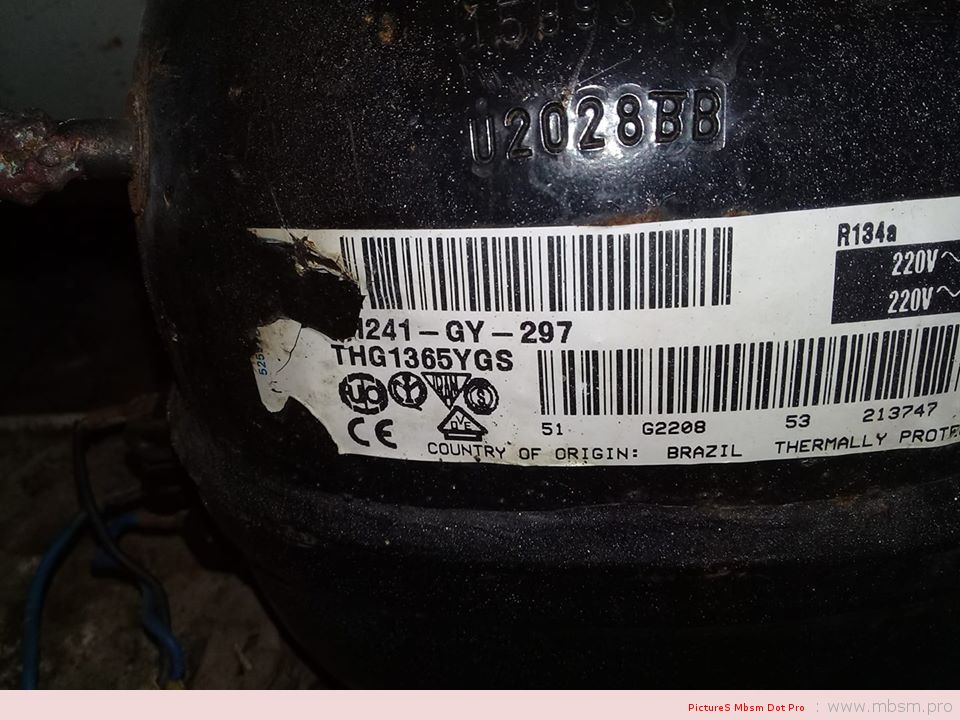 U2028BB
R134a
220V~
220V~
241-GY-297
THG1365YGS
CE
51 G2208 53 213747
COUNTRY OF ORIGIN: BRAZIL THERMALLY PROTE
PictureS Mbsm Dot Pro : www.mbsm.pro